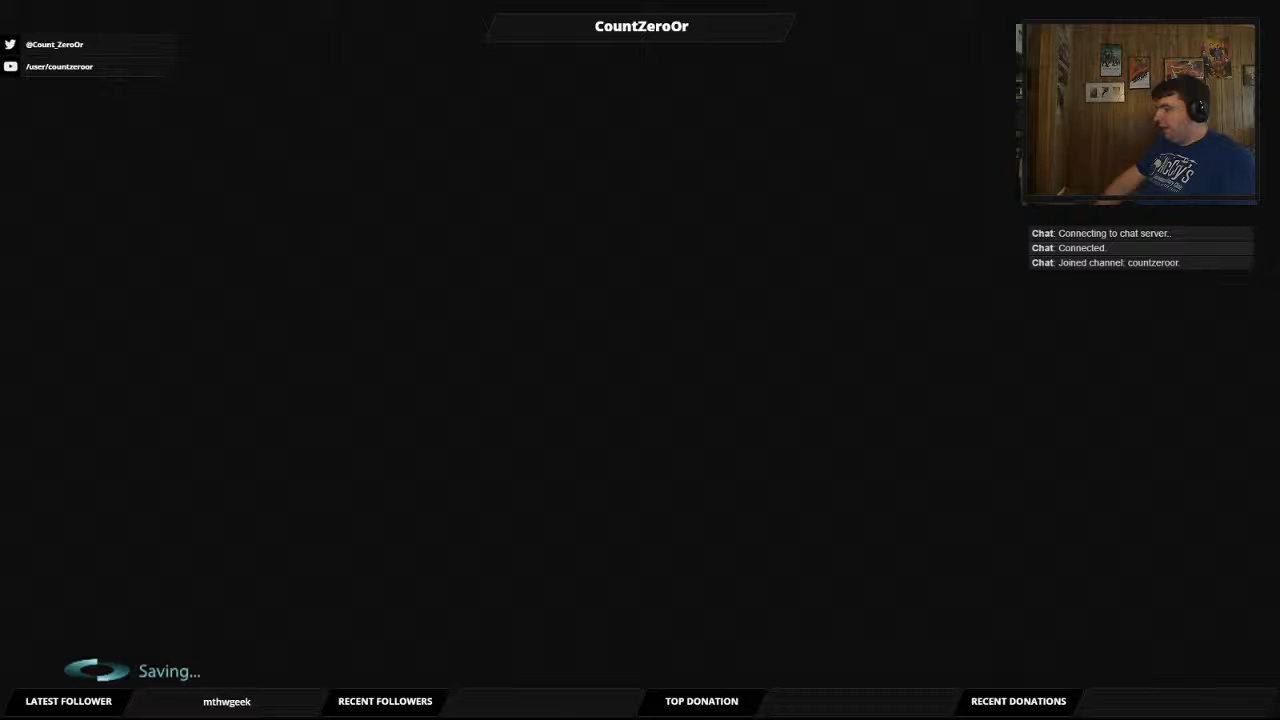 CountZeroOr
@Count_ZeroOr
/user/countzeroor
Chat: Connecting to chat server..
Chat: Connected.
Chat: Joined channel: countzeroor.
Saving...
LATEST FOLLOWER
mthwgeek
RECENT FOLLOWERS
TOP DONATION
RECENT DONATIONS